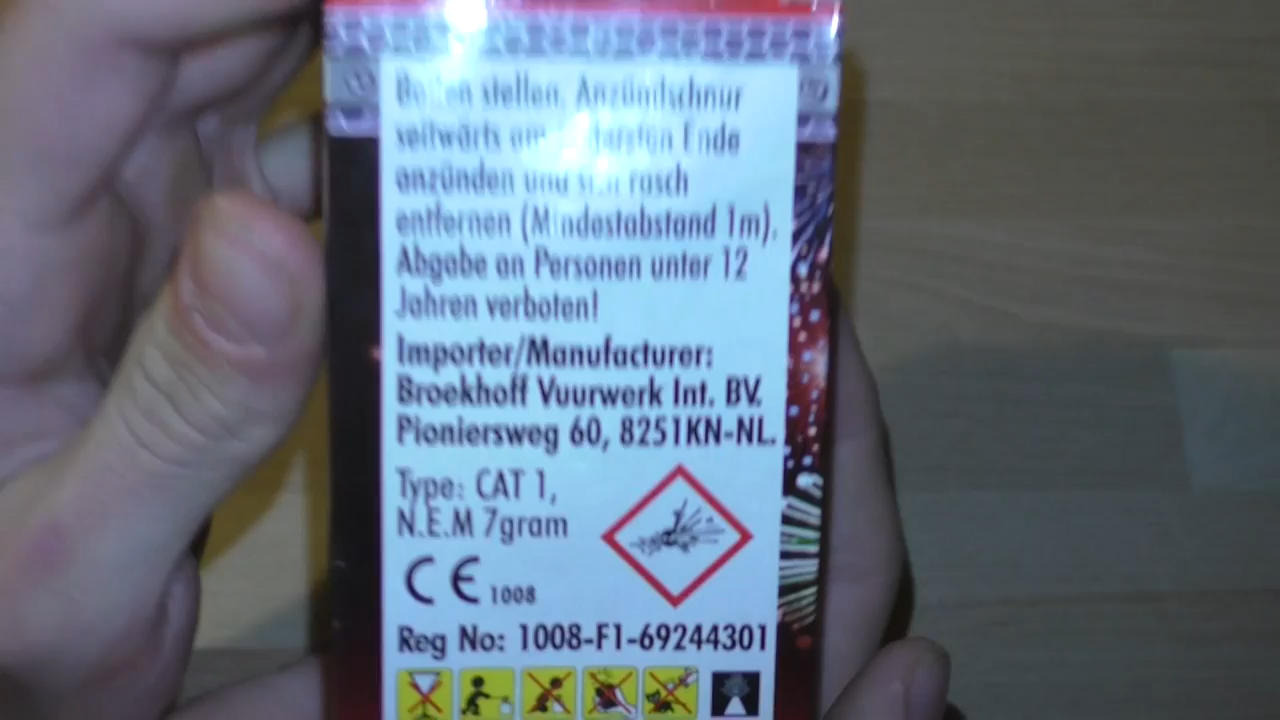 stellen, Anzündschnur
seitwärts Ende
anzünden und sich rasch
entfernen (Mindestabstand 1m).
Abgabe an Personen unter 12
Jahren verboten!
Importer/Manufacturer:
Broekhoff Vuurwerk Int. BV.
Pioniersweg 60, 8251KN-NL.
Type: CAT 1,
N.E.M 7gram
CE 1008
Reg No: 1008-F1-69244301